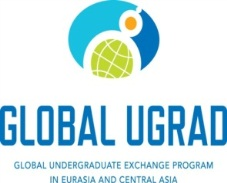 GLOBAL UGRAD
GLOBAL UNDERGRADUATE EXCHANGE PROGRAM
IN EURASIA AND CENTRAL ASIA